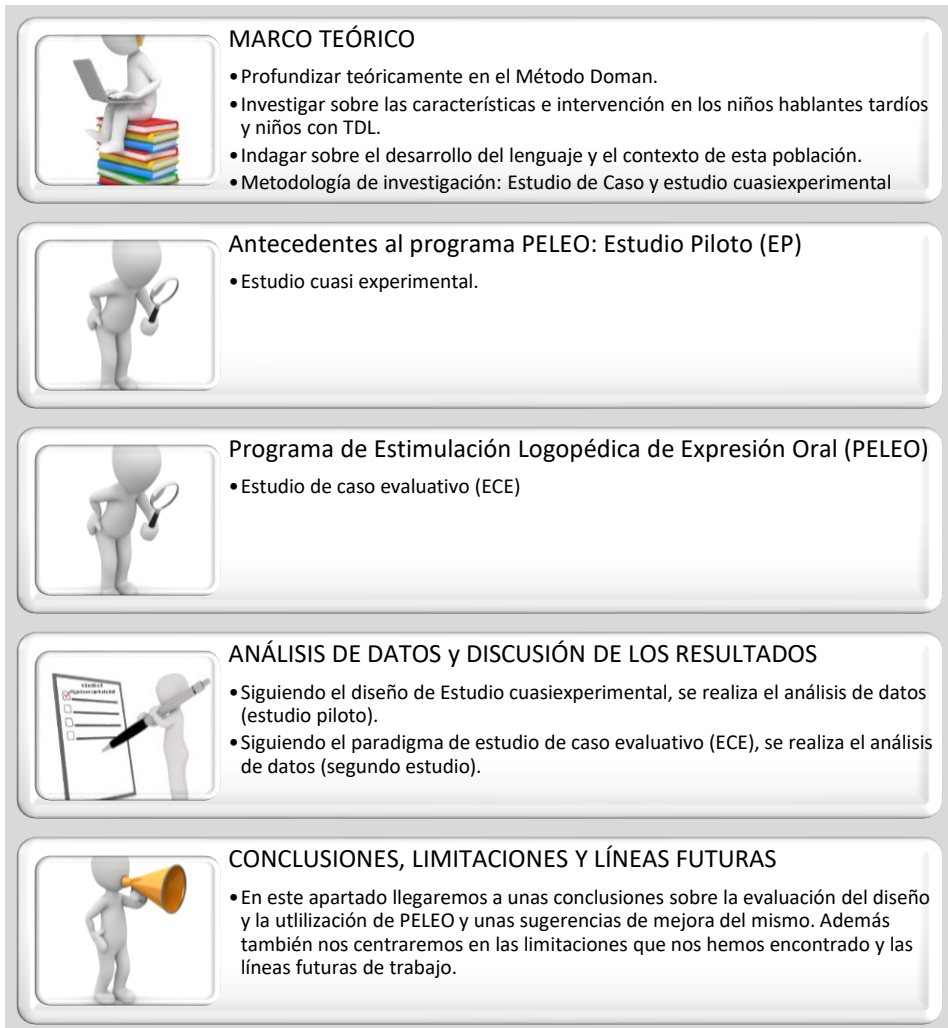 MARCO TEÓRICO
•Profundizar teóricamente en el Método Doman.
•Investigar sobre las características e intervención en los niños hablantes tardíos
y niños con TDL.
•Indagar sobre el desarrollo del lenguaje y el contexto de esta población.
•Metodología de investigación: Estudio de Caso y estudio cuasiexperimental
Antecedentes al programa PELEO: Estudio Piloto (EP)
•Estudio cuasi experimental.
Programa de Estimulación Logopédica de Expresión Oral (PELEO)
•Estudio de caso evaluativo (ECE)
ANÁLISIS DE DATOS y DISCUSIÓN DE LOS RESULTADOS
•Siguiendo el diseño de Estudio cuasiexperimental, se realiza el análisis de datos
(estudio piloto).
•Siguiendo el paradigma de estudio de caso evaluativo (ECE), se realiza el análisis
de datos (segundo estudio).
CONCLUSIONES, LIMITACIONES Y LÍNEAS FUTURAS
•En este apartado llegaremos a unas conclusiones sobre la evaluación del diseño
y la utlilización de PELEO y unas sugerencias de mejora del mismo. Además
también nos centraremos en las limitaciones que nos hemos encontrado y las
líneas futuras de trabajo.